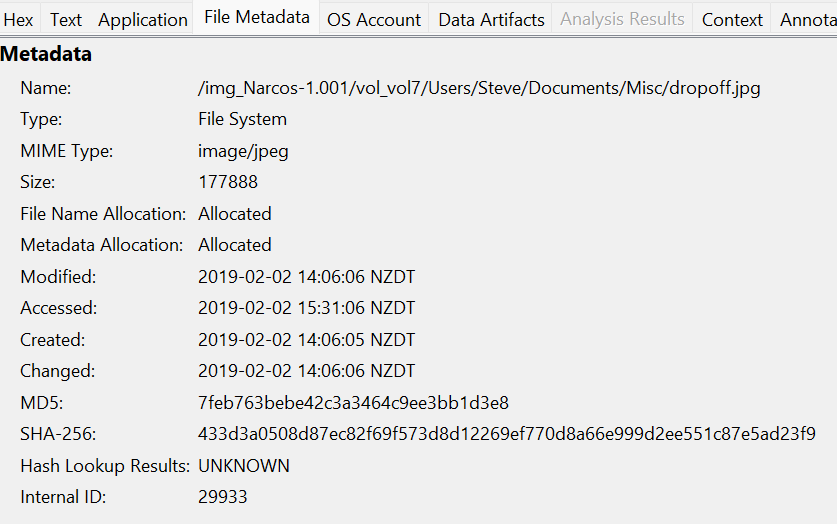 Hex Text Application File Metadata OS Account Data Artifacts Analysis Results Context Annota
Metadata
Name: /img_Narcos-1.001/vol_vol7/Users/Steve/Documents/Misc/dropoff.jpg
Type: File System
MIME Type: image/jpeg
Size: 177888
File Name Allocation: Allocated
Metadata Allocation: Allocated
Modified: 2019-02-02 14:06:06 NZDT
Accessed: 2019-02-02 15:31:06 NZDT
Created: 2019-02-02 14:06:05 NZDT
Changed: 2019-02-02 14:06:06 NZDT
MD5: 7feb763bebe42c3a3464c9ee3bb1d3e8
SHA-256: 433d3a0508d87ec82f69f573d8d12269ef770d8a66e999d2ee551c87e5ad23f9
Hash Lookup Results: UNKNOWN
Internal ID: 29933